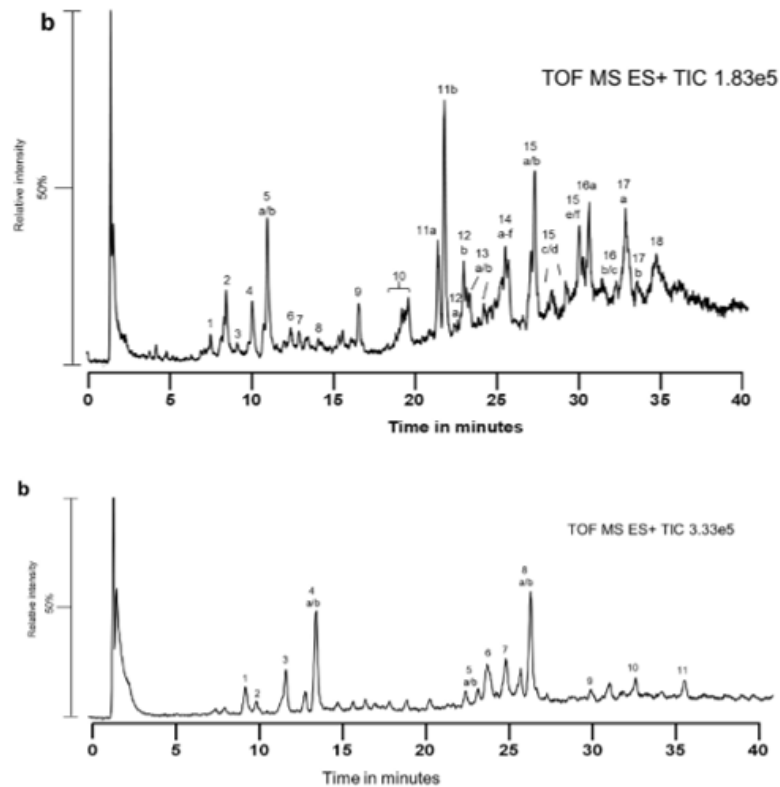 b
TOF MS ES+ TIC 1.83e5
Relative intensity
50%
1
2
3
4
5
a/b
6
7
8
9
10
11a
11b
12
a
12
b
13
a/b
14
a-f
15
a/b
15
c/d
15
e/f
16a
16
b/c
17
a
17
b
18
0 5 10 15 20 25 30 35 40
Time in minutes
b
TOF MS ES+ TIC 3.33e5
Relative intensity
50%
1
2
3
4
a/b
5
a/b
6
7
8
a/b
9
10
11
0 5 10 15 20 25 30 35 40
Time in minutes